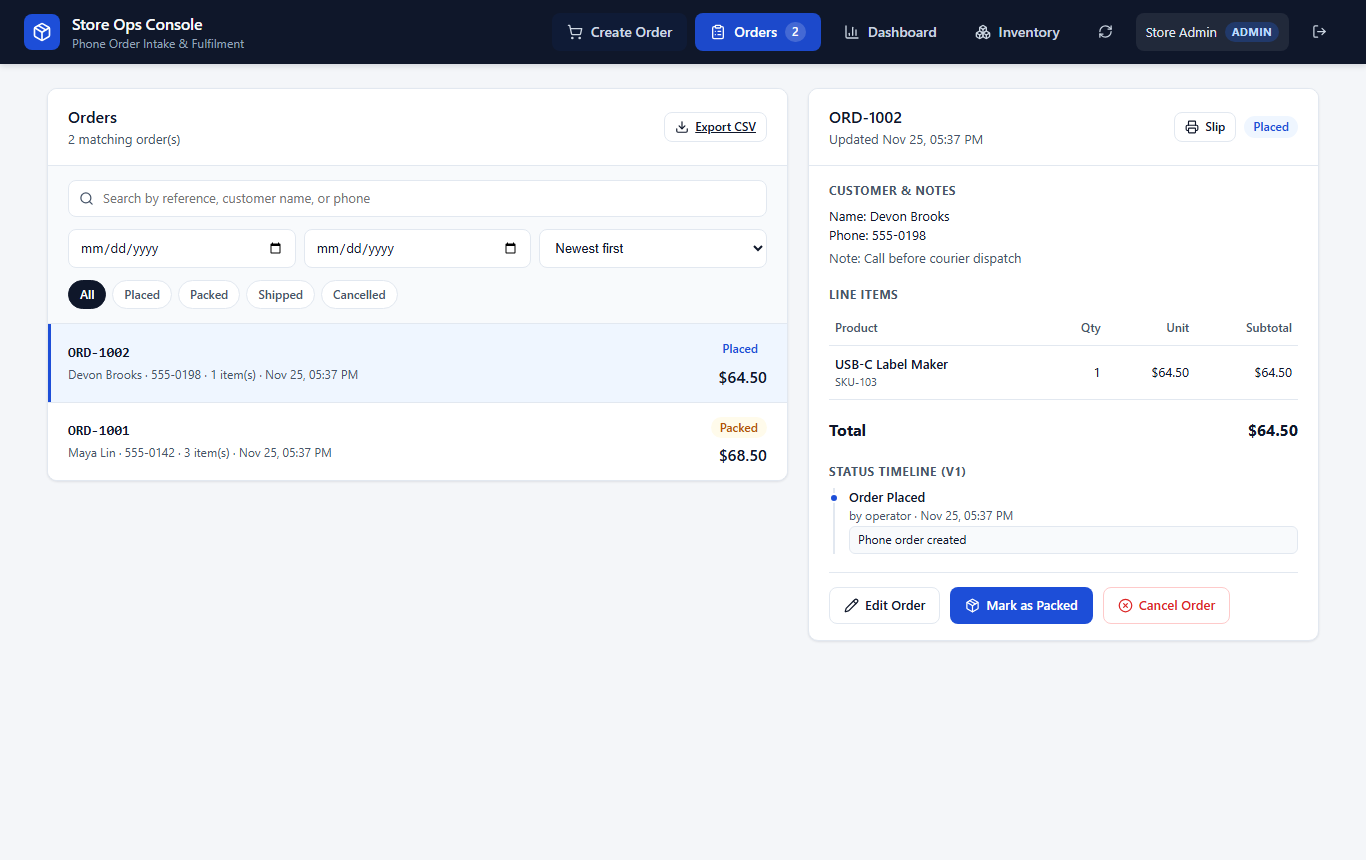 Store Ops Console
Phone Order Intake & Fulfilment
Create Order
Orders 2
Dashboard
Inventory
Store Admin ADMIN
Orders
2 matching order(s)
Export CSV
Search by reference, customer name, or phone
mm/dd/yyyy
mm/dd/yyyy
Newest first
All
Placed
Packed
Shipped
Cancelled
ORD-1002
Placed
Devon Brooks · 555-0198 · 1 item(s) · Nov 25, 05:37 PM
$64.50
ORD-1001
Packed
Maya Lin · 555-0142 · 3 item(s) · Nov 25, 05:37 PM
$68.50
ORD-1002
Updated Nov 25, 05:37 PM
Slip
Placed
CUSTOMER & NOTES
Name: Devon Brooks
Phone: 555-0198
Note: Call before courier dispatch
LINE ITEMS
Product Qty Unit Subtotal
USB-C Label Maker
SKU-103
1 $64.50 $64.50
Total $64.50
STATUS TIMELINE (V1)
Order Placed
by operator · Nov 25, 05:37 PM
Phone order created
Edit Order
Mark as Packed
Cancel Order